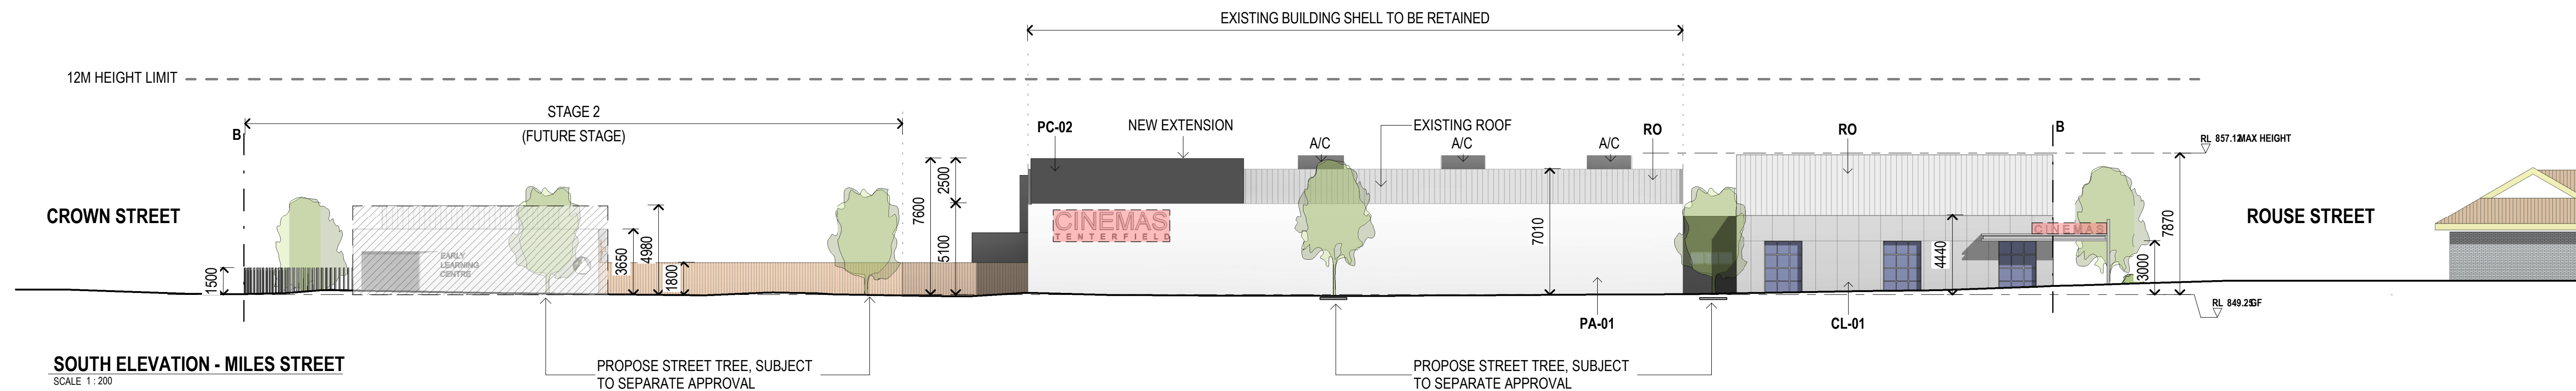 EXISTING BUILDING SHELL TO BE RETAINED
12M HEIGHT LIMIT
STAGE 2
(FUTURE STAGE)
B
PC-02
NEW EXTENSION
EXISTING ROOF
A/C
A/C
A/C
RO
RO
B
RL 857.12 MAX HEIGHT
CROWN STREET
ROUSE STREET
EARLY
LEARNING
CENTRE
CINEMAS
TENTERFIELD
CINEMAS
1500
3650
4980
1800
7600
2500
5100
7010
4440
3000
7870
RL 849.25 GF
PA-01
CL-01
SOUTH ELEVATION - MILES STREET
SCALE 1 : 200
PROPOSE STREET TREE, SUBJECT
TO SEPARATE APPROVAL
PROPOSE STREET TREE, SUBJECT
TO SEPARATE APPROVAL